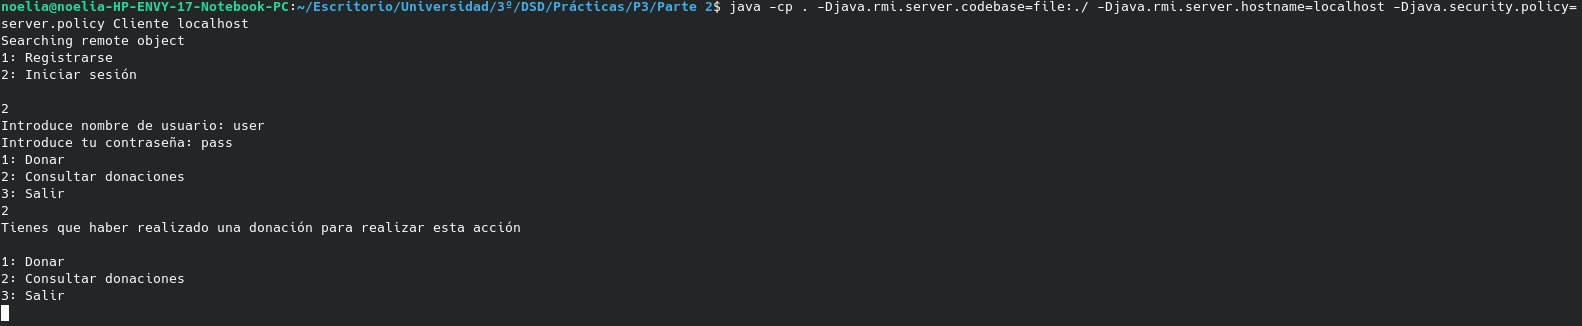 noelia@noelia-HP-ENVY-17-Notebook-PC:~/Escritorio/Universidad/3º/DSD/Prácticas/P3/Parte 2$ java -cp . -Djava.rmi.server.codebase=file:./ -Djava.rmi.server.hostname=localhost -Djava.security.policy=
server.policy Cliente localhost
Searching remote object
1: Registrarse
2: Iniciar sesión
2
Introduce nombre de usuario: user
Introduce tu contraseña: pass
1: Donar
2: Consultar donaciones
3: Salir
2
Tienes que haber realizado una donación para realizar esta acción
1: Donar
2: Consultar donaciones
3: Salir